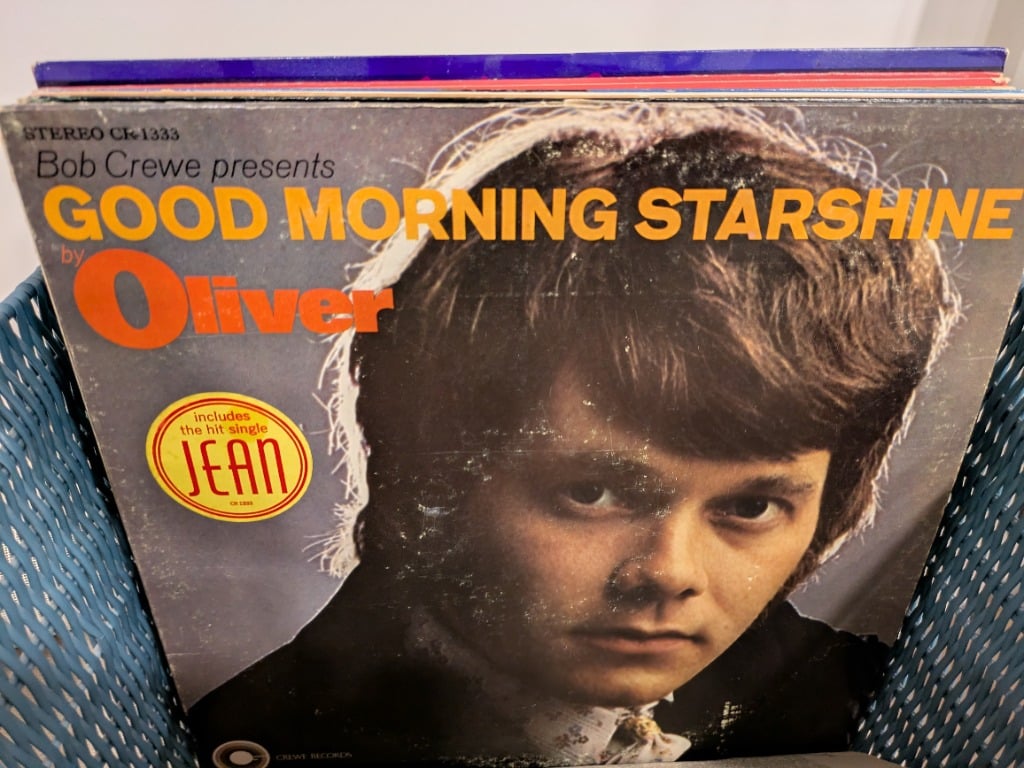 STEREO CR-1333
Bob Crewe presents
GOOD MORNING STARSHINE
by Oliver
includes
the hit single
JEAN
CREWE RECORDS